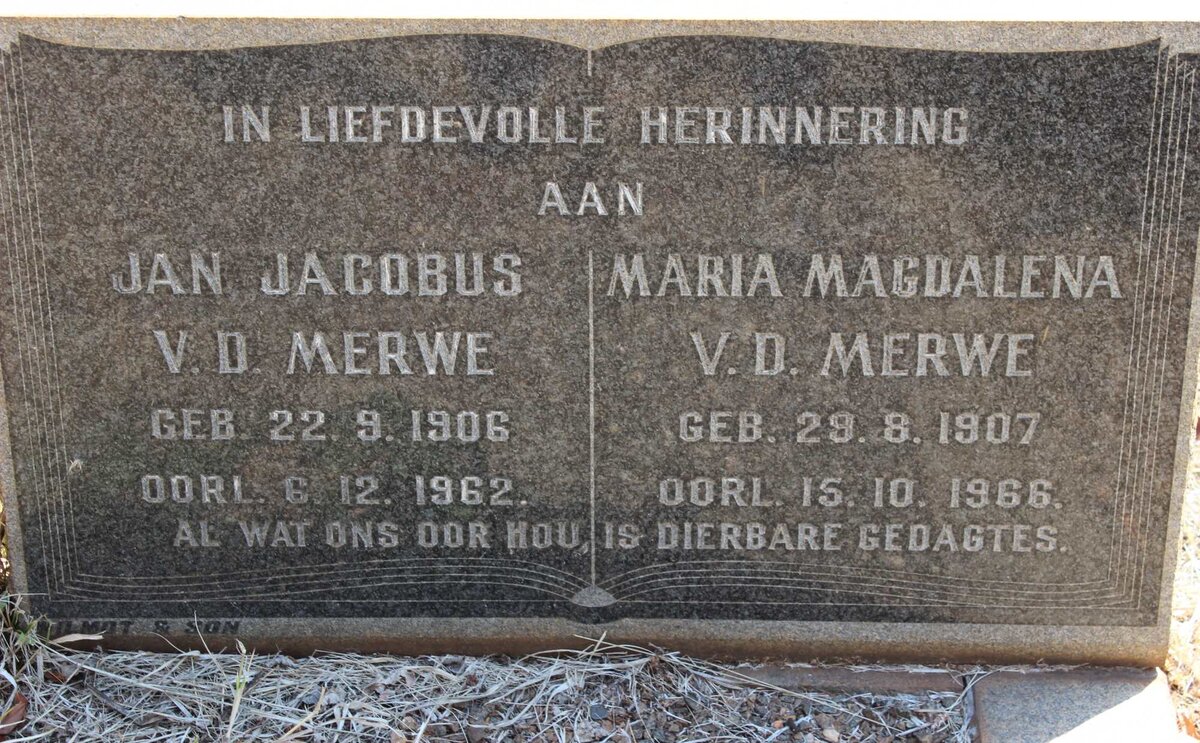 IN LIEFDEVOLLE HERINNERING
AAN
JAN JACOBUS
V. D. MERWE
GEB. 22. 9. 1906
OORL. 6. 12. 1962.
MARIA MAGDALENA
V. D. MERWE
GEB. 29. 8. 1907
OORL. 15. 10. 1966.
AL WAT ONS OOR HOU, IS DIERBARE GEDAGTES.
& SON